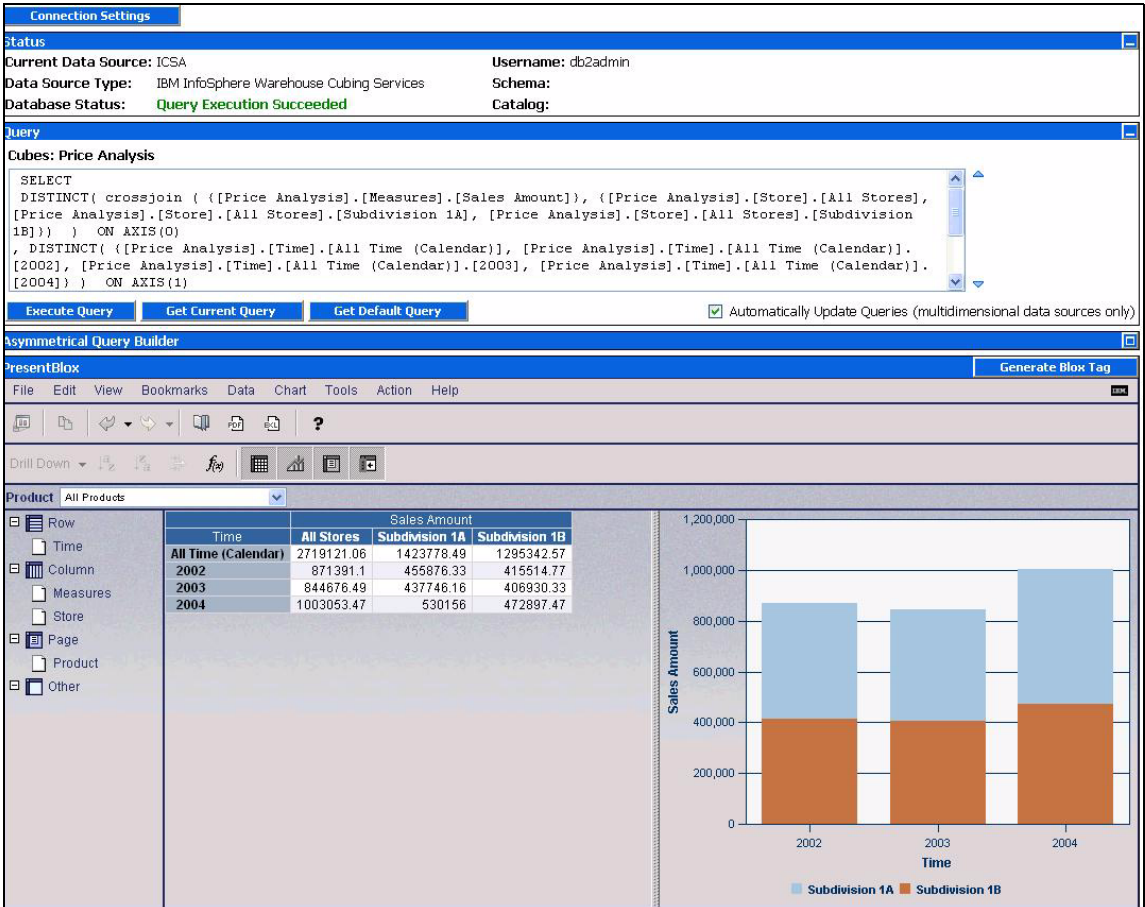 Connection Settings
Status
Current Data Source: ICSA Username: db2admin
Data Source Type: IBM InfoSphere Warehouse Cubing Services Schema:
Database Status: Query Execution Succeeded Catalog:
Query
Cubes: Price Analysis
SELECT
DISTINCT( crossjoin ( {[Price Analysis].[Measures].[Sales Amount]}, {[Price Analysis].[Store].[All Stores],
[Price Analysis].[Store].[All Stores].[Subdivision 1A], [Price Analysis].[Store].[All Stores].[Subdivision
1B]}) ) ON AXIS(0)
, DISTINCT( {[Price Analysis].[Time].[All Time (Calendar)], [Price Analysis].[Time].[All Time (Calendar)].
[2002], [Price Analysis].[Time].[All Time (Calendar)].[2003], [Price Analysis].[Time].[All Time (Calendar)].
[2004]} ) ON AXIS(1)
Execute Query Get Current Query Get Default Query Automatically Update Queries (multidimensional data sources only)
Asymmetrical Query Builder
PresentBlox Generate Blox Tag
File Edit View Bookmarks Data Chart Tools Action Help
IBM
PDF EXL ?
Drill Down f(x)
Product All Products
Row
Time
Column
Measures
Store
Page
Product
Other
Sales Amount
Time All Stores Subdivision 1A Subdivision 1B
All Time (Calendar) 2719121.06 1423778.49 1295342.57
2002 871391.1 455876.33 415514.77
2003 844676.49 437746.16 406930.33
2004 1003053.47 530156 472897.47
1,200,000
1,000,000
800,000
600,000
400,000
200,000
0
Sales Amount
2002 2003 2004
Time
Subdivision 1A Subdivision 1B